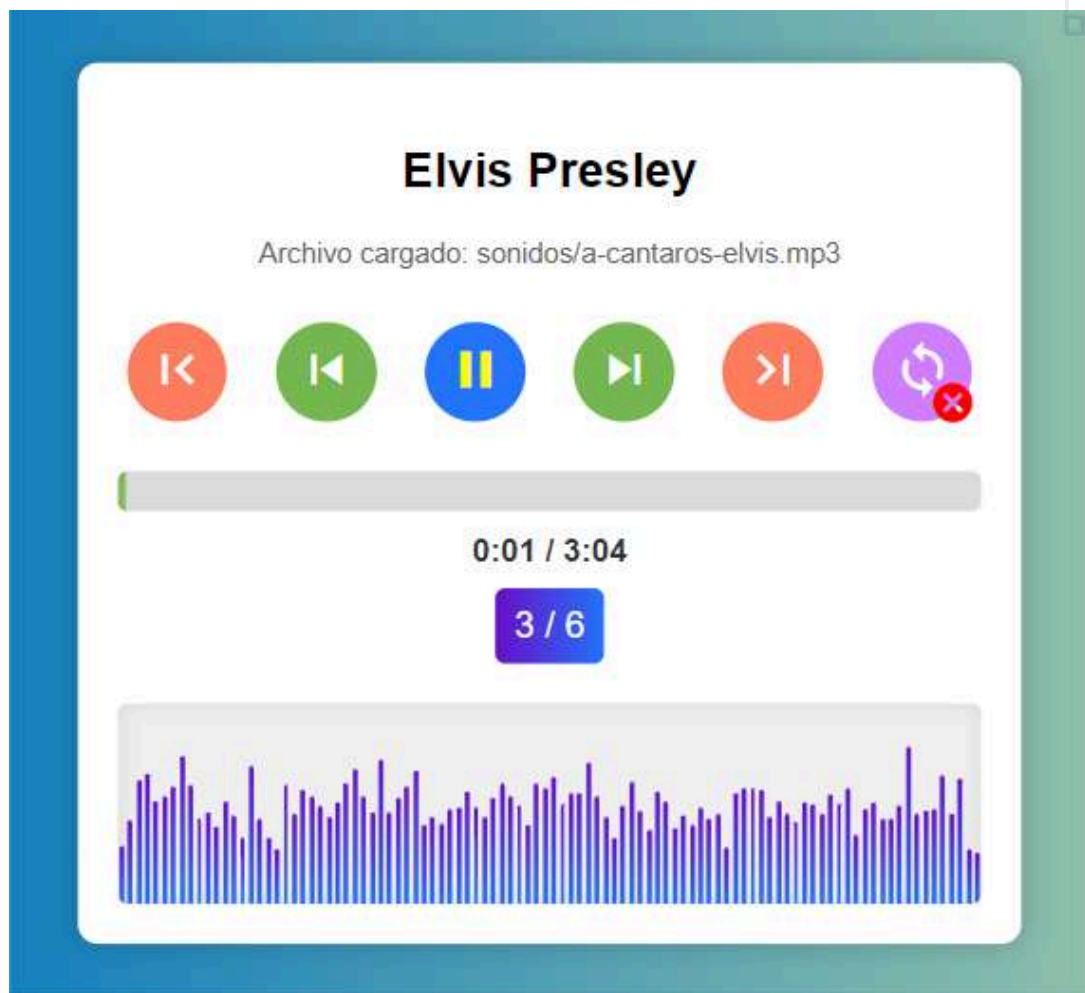 Elvis Presley
Archivo cargado: sonidos/a-cantaros-elvis.mp3
0:01 / 3:04
3 / 6